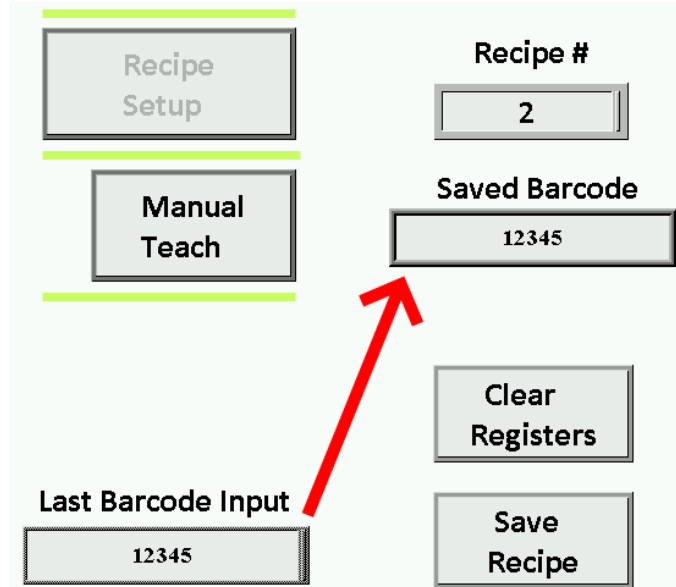 Recipe
Setup
Recipe #
2
Manual
Teach
Saved Barcode
12345
Clear
Registers
Last Barcode Input
12345
Save
Recipe